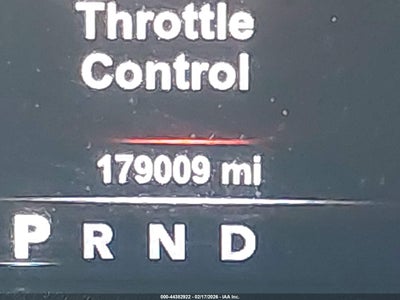 Throttle
Control
179009 mi
P R N D
000-44382922 - 02/17/2026 - IAA Inc.